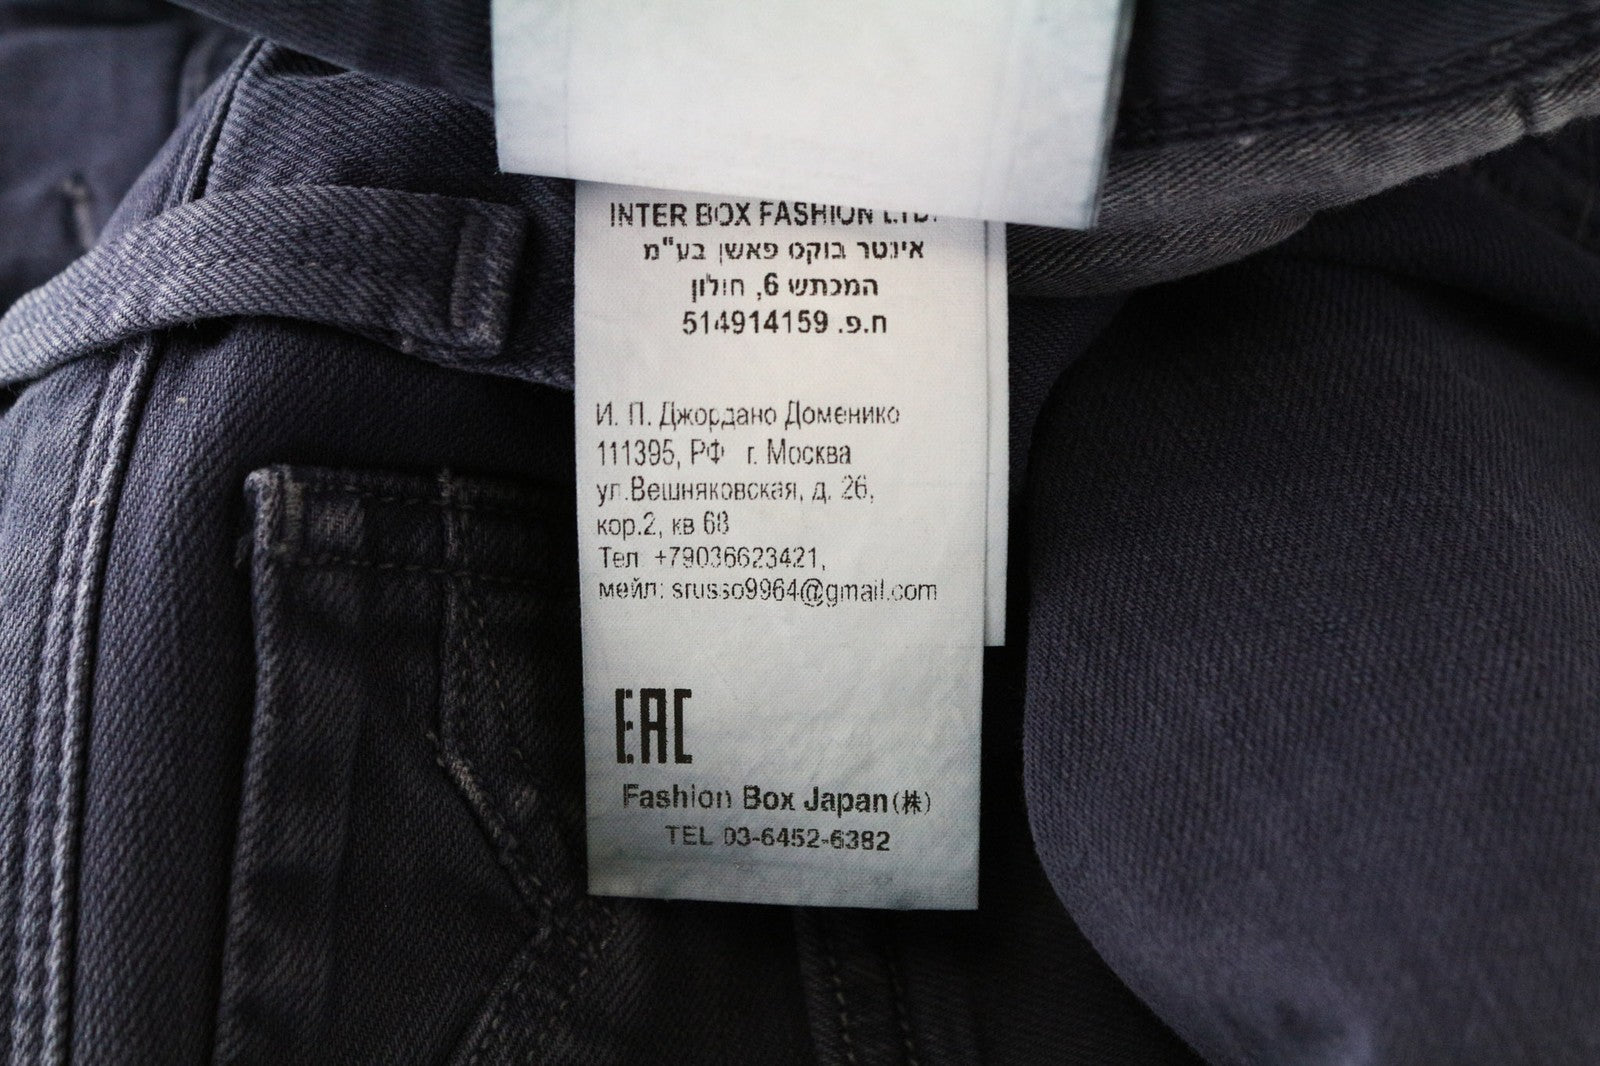 INTER BOX FASHION LTD.
אינטר בוקס פאשן בע"מ
המכתש 6, חולון
ח.פ. 514914159
И. П. Джордано Доменико
111395, РФ г. Москва
ул.Вешняковская, д. 26,
кор.2, кв 68
Тел: +79036623421,
мейл: srusso9964@gmail.com
EAC
Fashion Box Japan(株)
TEL 03-6452-6382